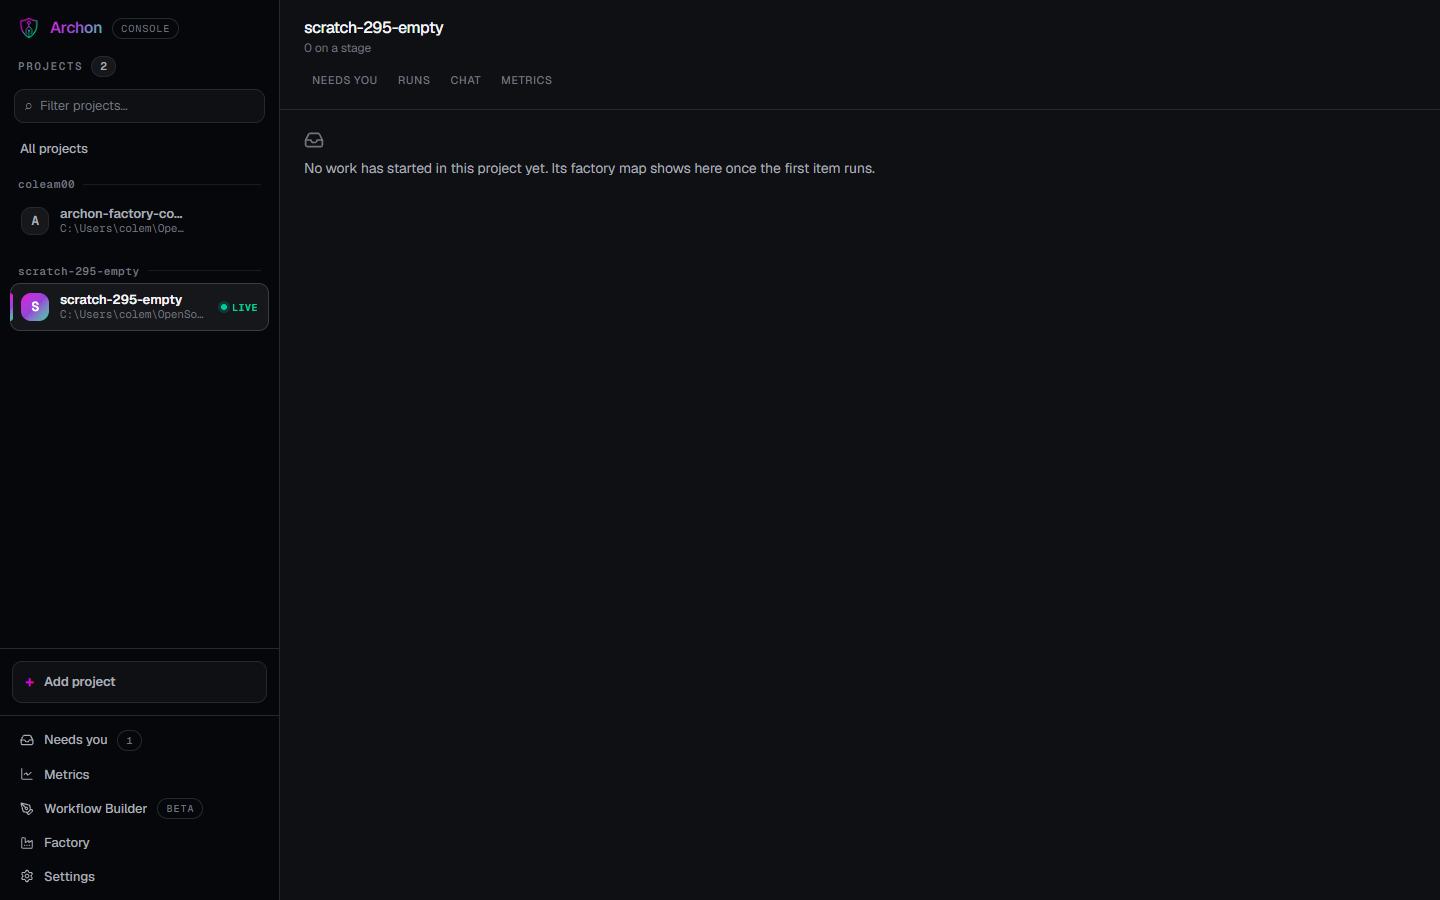 Archon CONSOLE
PROJECTS 2
Filter projects...
All projects
coleam00
A archon-factory-co...
C:\Users\colem\Ope...
scratch-295-empty
S scratch-295-empty
C:\Users\colem\OpenSo...
LIVE
+ Add project
Needs you 1
Metrics
Workflow Builder BETA
Factory
Settings
scratch-295-empty
0 on a stage
NEEDS YOU RUNS CHAT METRICS
No work has started in this project yet. Its factory map shows here once the first item runs.